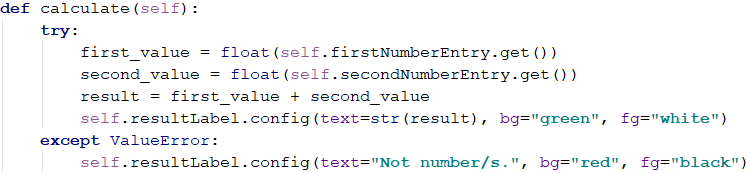 def calculate(self):
    try:
        first_value = float(self.firstNumberEntry.get())
        second_value = float(self.secondNumberEntry.get())
        result = first_value + second_value
        self.resultLabel.config(text=str(result), bg="green", fg="white")
    except ValueError:
        self.resultLabel.config(text="Not number/s.", bg="red", fg="black")